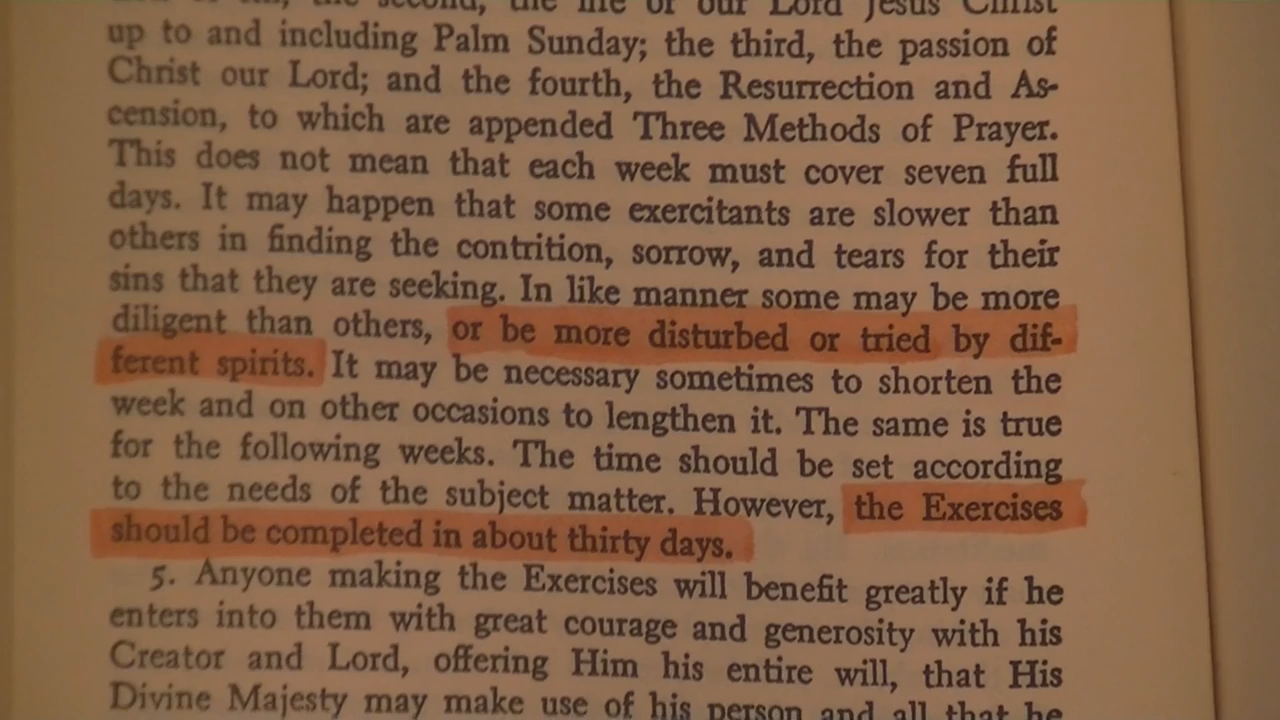 the second, the life of our Lord Jesus Christ
up to and including Palm Sunday; the third, the passion of
Christ our Lord; and the fourth, the Resurrection and As-
cension, to which are appended Three Methods of Prayer.
This does not mean that each week must cover seven full
days. It may happen that some exercitants are slower than
others in finding the contrition, sorrow, and tears for their
sins that they are seeking. In like manner some may be more
diligent than others, or be more disturbed or tried by dif-
ferent spirits. It may be necessary sometimes to shorten the
week and on other occasions to lengthen it. The same is true
for the following weeks. The time should be set according
to the needs of the subject matter. However, the Exercises
should be completed in about thirty days.
5. Anyone making the Exercises will benefit greatly if he
enters into them with great courage and generosity with his
Creator and Lord, offering Him his entire will, that His
Divine Majesty may make use of his person and all that he